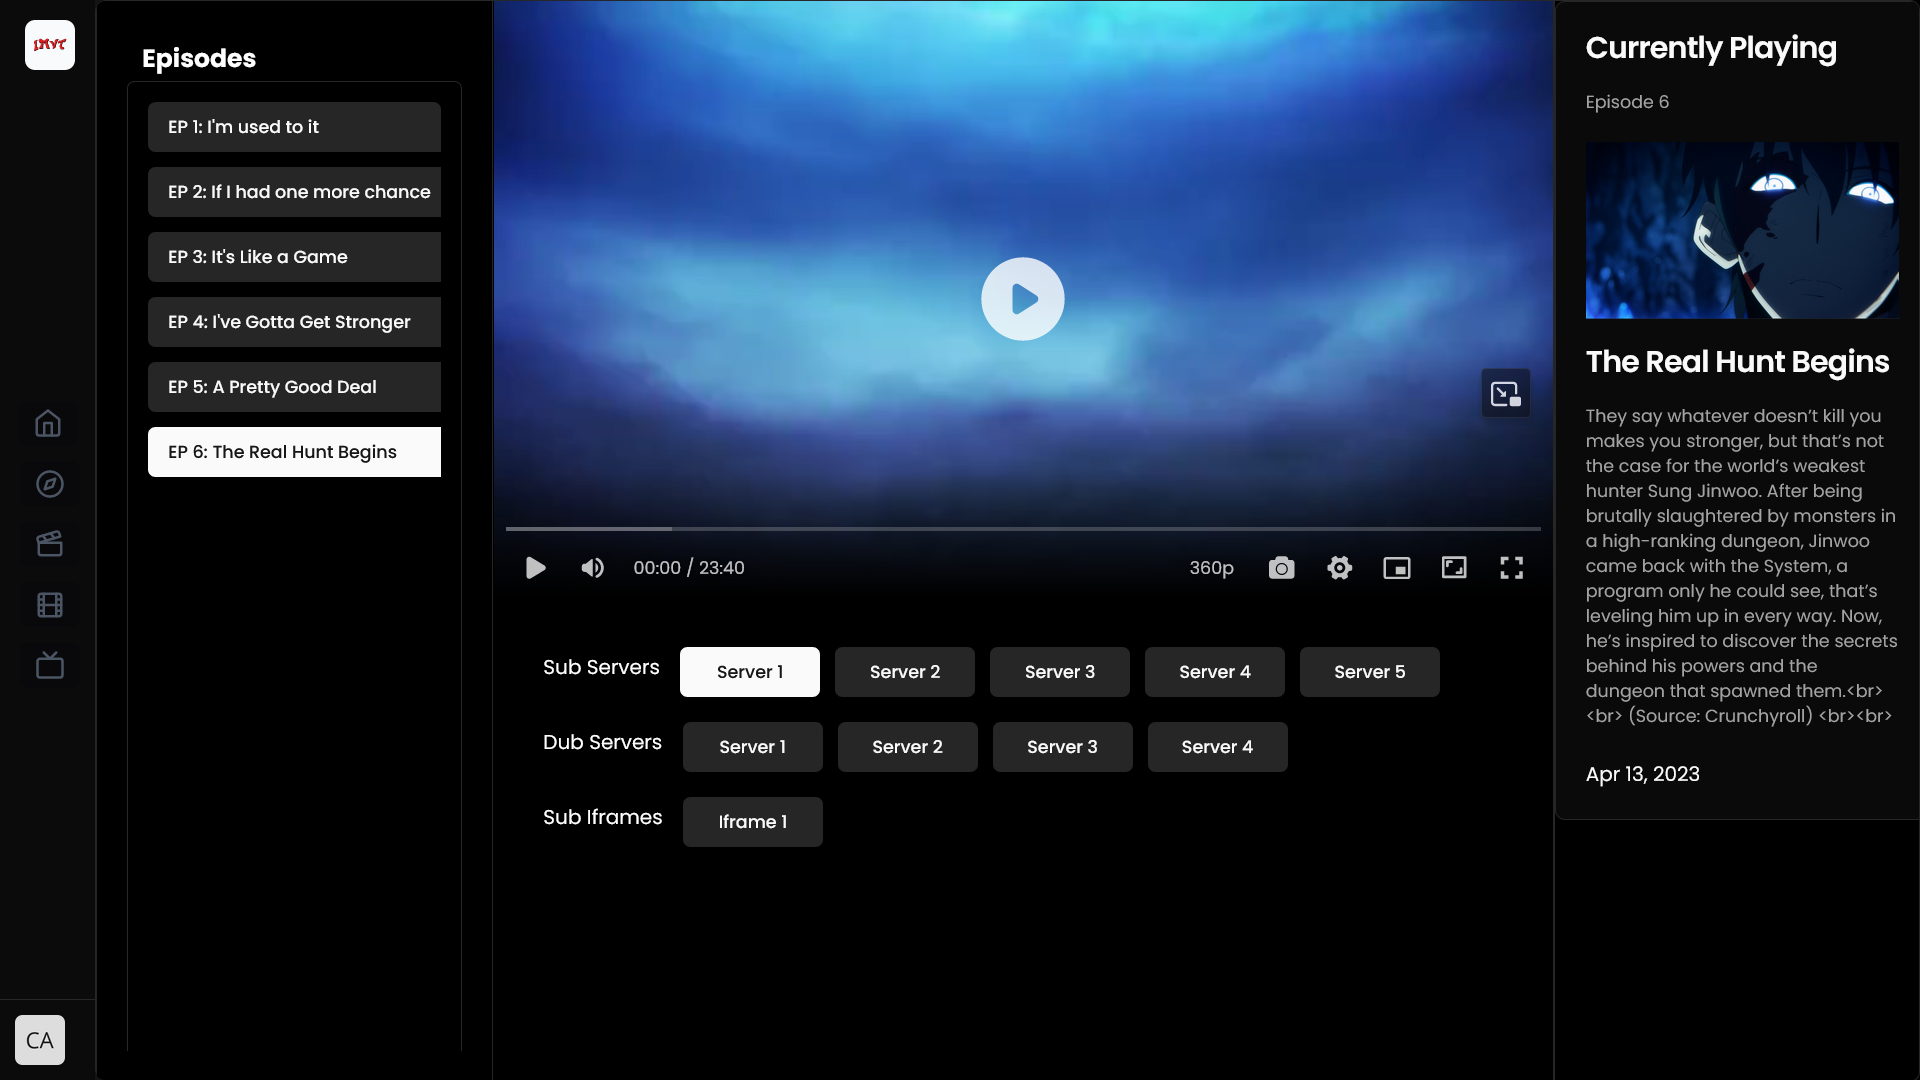 IMVT
Episodes
EP 1: I'm used to it
EP 2: If I had one more chance
EP 3: It's Like a Game
EP 4: I've Gotta Get Stronger
EP 5: A Pretty Good Deal
EP 6: The Real Hunt Begins
CA
00:00 / 23:40
360p
Sub Servers
Server 1
Server 2
Server 3
Server 4
Server 5
Dub Servers
Server 1
Server 2
Server 3
Server 4
Sub Iframes
Iframe 1
Currently Playing
Episode 6
The Real Hunt Begins
They say whatever doesn’t kill you
makes you stronger, but that’s not
the case for the world’s weakest
hunter Sung Jinwoo. After being
brutally slaughtered by monsters in
a high-ranking dungeon, Jinwoo
came back with the System, a
program only he could see, that’s
leveling him up in every way. Now,
he’s inspired to discover the secrets
behind his powers and the
dungeon that spawned them.<br>
<br> (Source: Crunchyroll) <br><br>
Apr 13, 2023